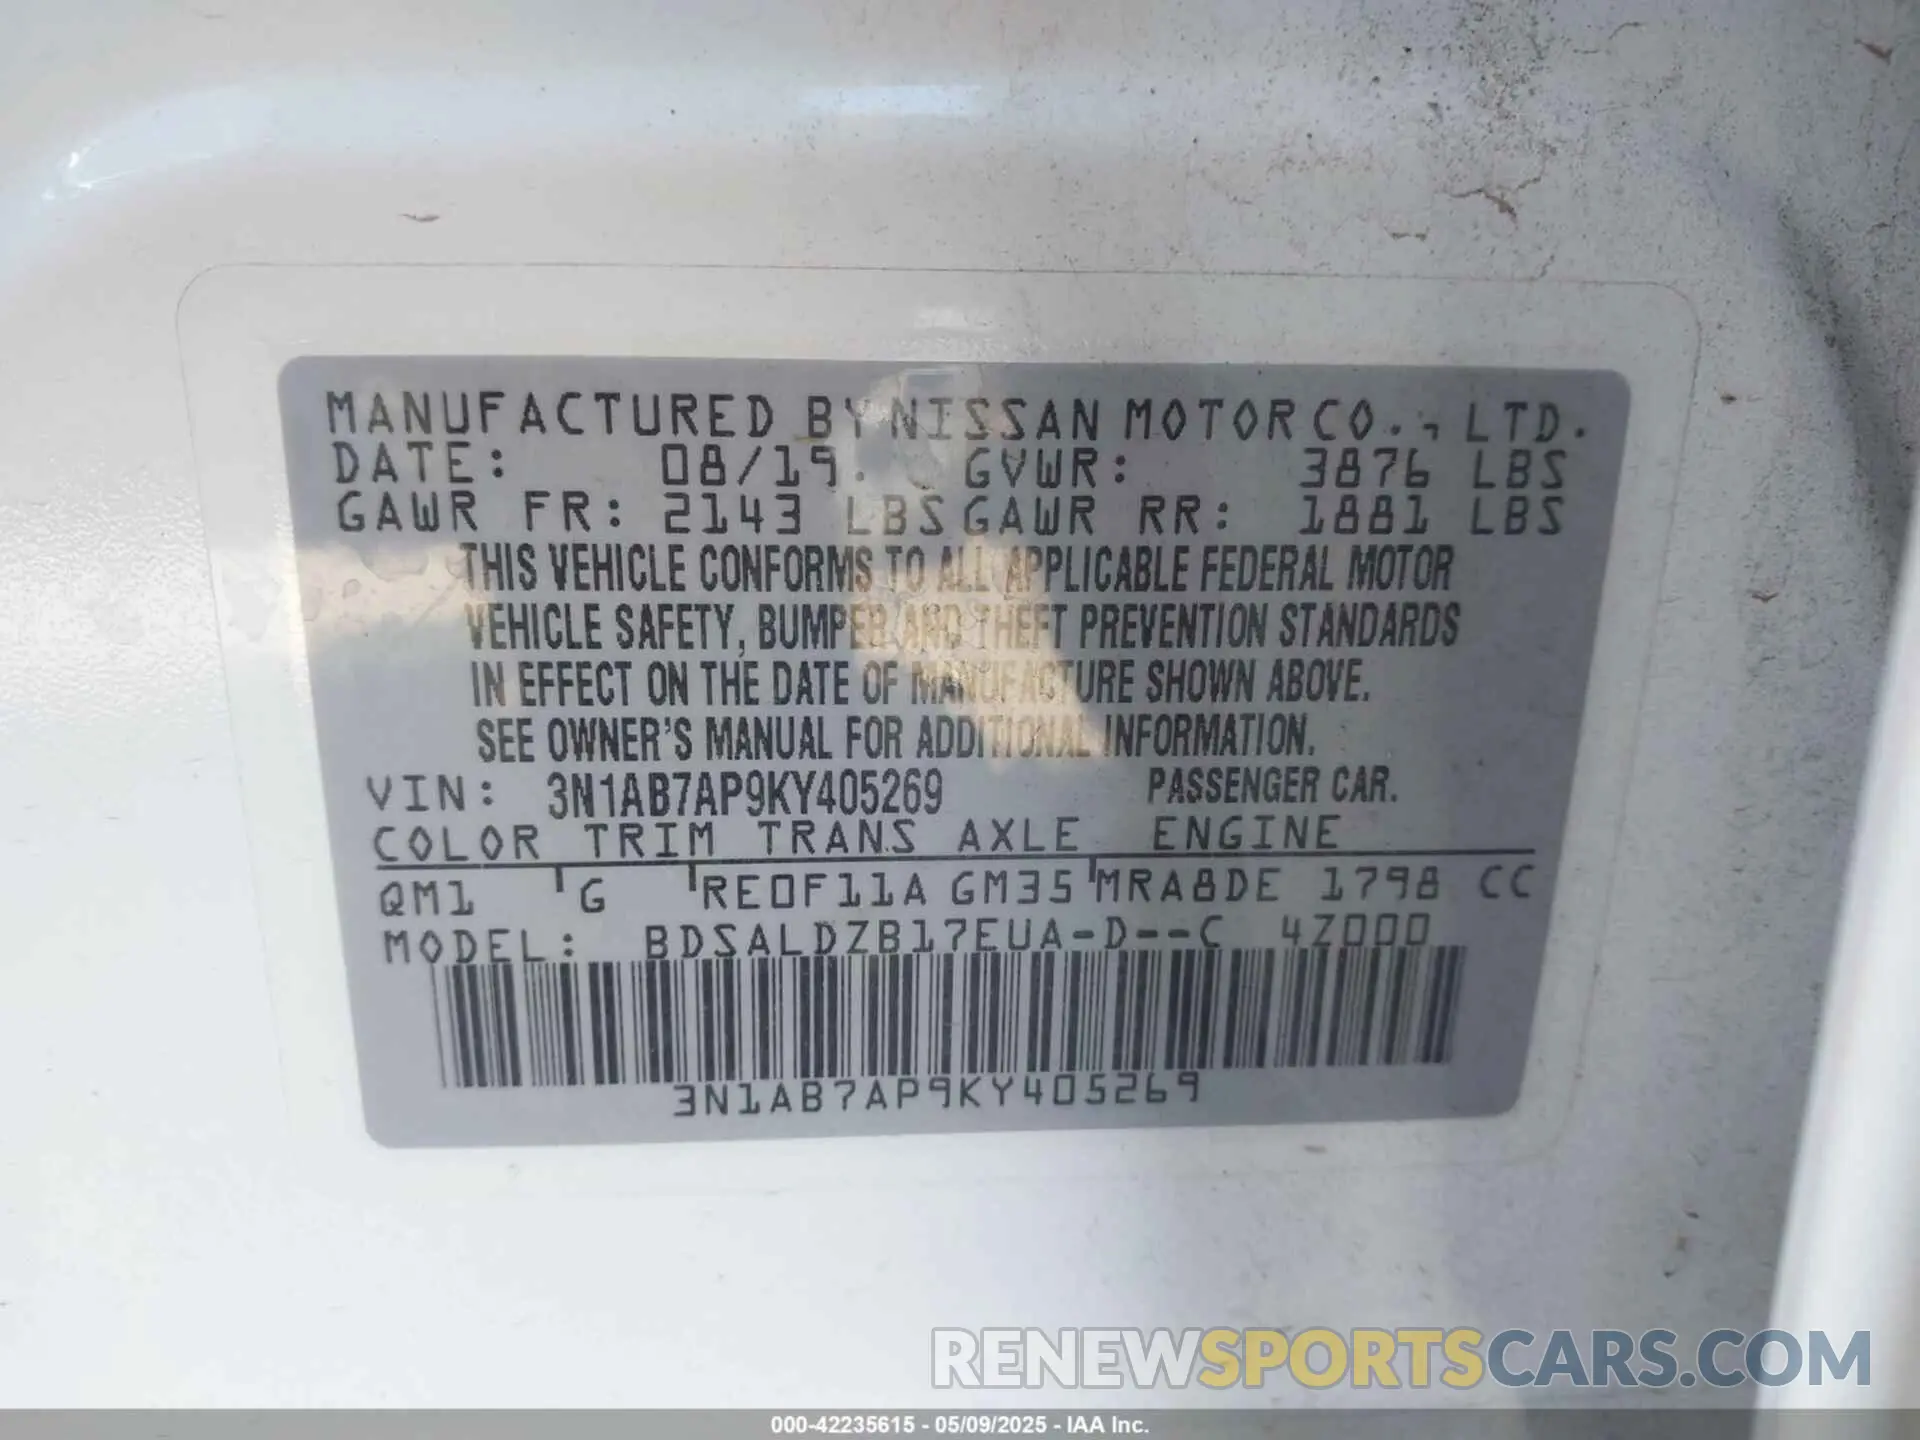 MANUFACTURED BY NISSAN MOTOR CO., LTD.
DATE: 08/19. GVWR: 3876 LBS
GAWR FR: 2143 LBS GAWR RR: 1881 LBS
THIS VEHICLE CONFORMS TO ALL APPLICABLE FEDERAL MOTOR
VEHICLE SAFETY, BUMPER AND THEFT PREVENTION STANDARDS
IN EFFECT ON THE DATE OF MANUFACTURE SHOWN ABOVE.
SEE OWNER'S MANUAL FOR ADDITIONAL INFORMATION.
VIN: 3N1AB7AP9KY405269 PASSENGER CAR.
COLOR TRIM TRANS AXLE ENGINE
QM1 G RE0F11A GM35 MRA8DE 1798 CC
MODEL: BDSALDZB17EUA-D--C 4Z000
3N1AB7AP9KY405269
RENEWSPORTSCARS.COM
000-42235615 - 05/09/2025 - IAA Inc.